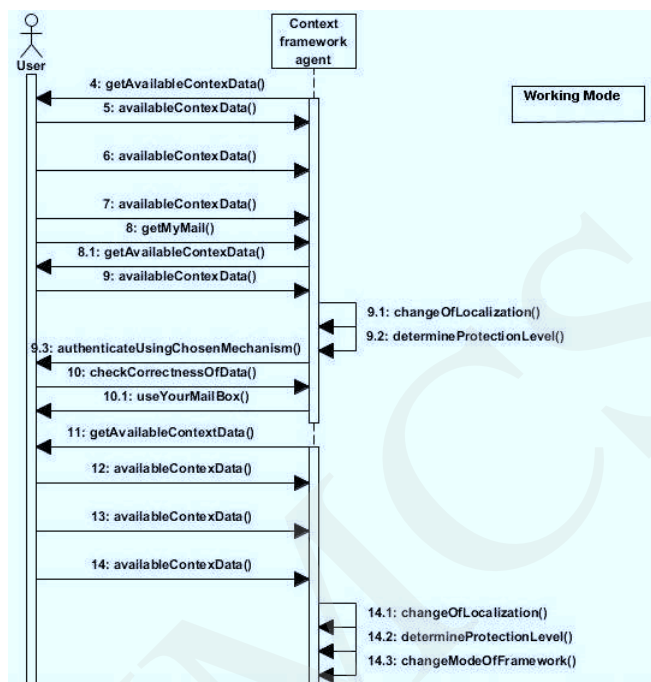 Context
framework
agent
User
Working Mode
4: getAvailableContexData()
5: availableContexData()
6: availableContexData()
7: availableContexData()
8: getMyMail()
8.1: getAvailableContexData()
9: availableContexData()
9.1: changeOfLocalization()
9.2: determineProtectionLevel()
9.3: authenticateUsingChosenMechanism()
10: checkCorrectnessOfData()
10.1: useYourMailBox()
11: getAvailableContextData()
12: availableContexData()
13: availableContexData()
14: availableContexData()
14.1: changeOfLocalization()
14.2: determineProtectionLevel()
14.3: changeModeOfFramework()